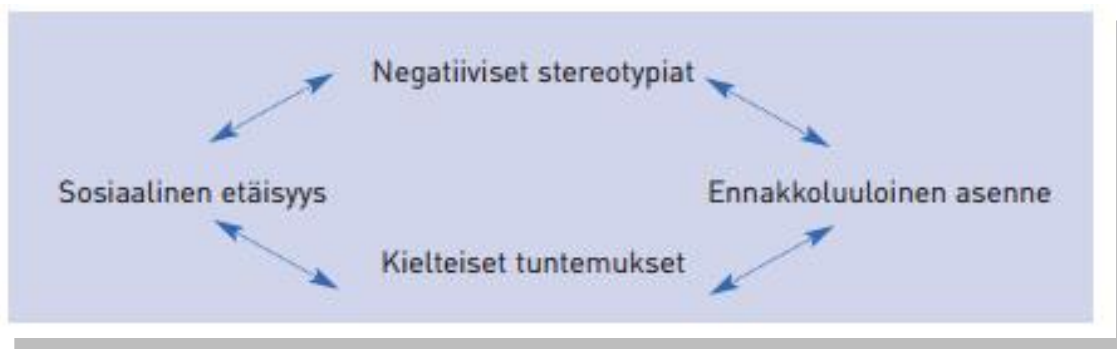 Negatiiviset stereotypiat
Sosiaalinen etäisyys
Ennakkoluuloinen asenne
Kielteiset tuntemukset